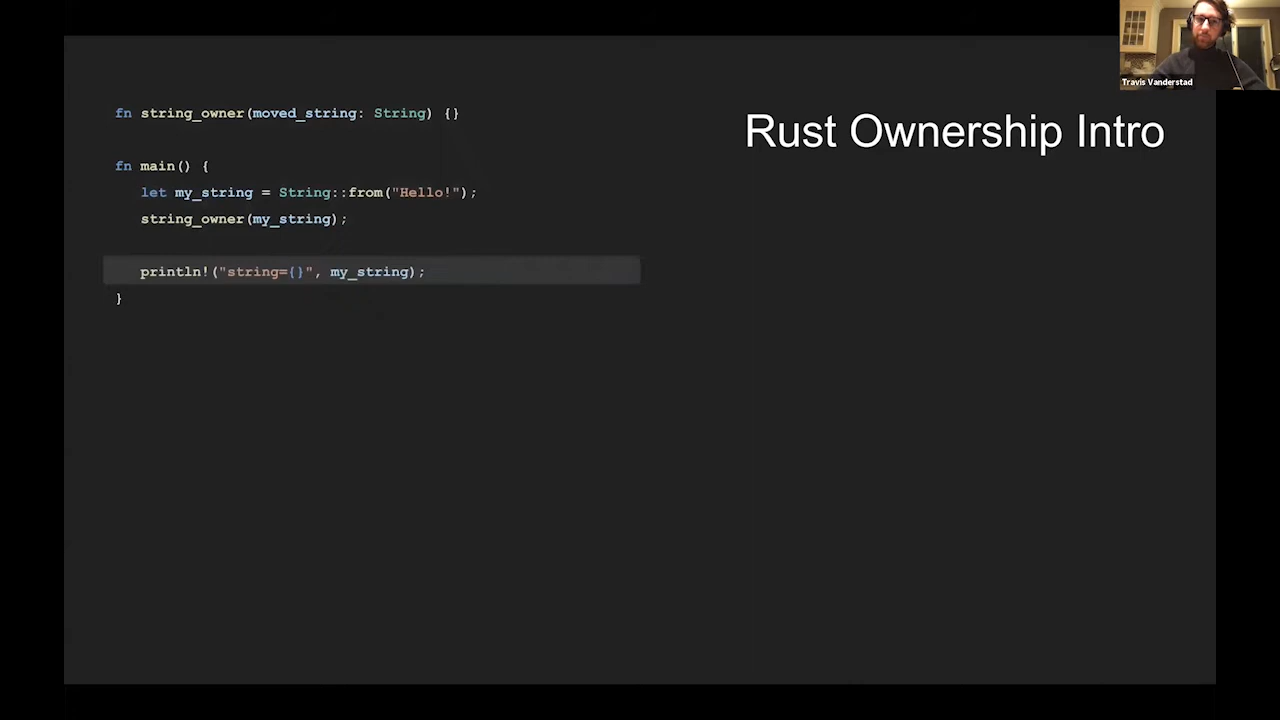 Travis Vanderstad
Rust Ownership Intro
fn string_owner(moved_string: String) {}
fn main() {
let my_string = String::from("Hello!");
string_owner(my_string);
println!("string={}", my_string);
}